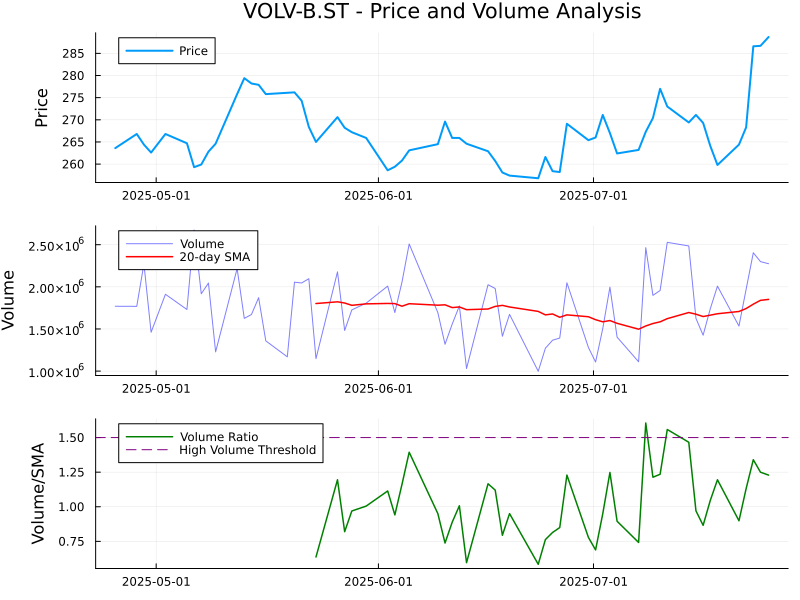 VOLV-B.ST - Price and Volume Analysis
Price
285
280
275
270
265
260
Price
2025-05-01 2025-06-01 2025-07-01
Volume
2.50×10⁶
2.00×10⁶
1.50×10⁶
1.00×10⁶
Volume
20-day SMA
2025-05-01 2025-06-01 2025-07-01
Volume/SMA
1.50
1.25
1.00
0.75
Volume Ratio
High Volume Threshold
2025-05-01 2025-06-01 2025-07-01